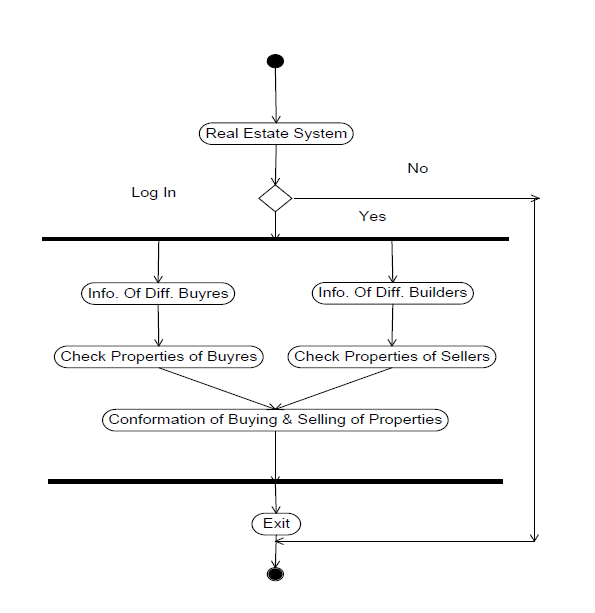 Real Estate System
No
Log In
Yes
Info. Of Diff. Buyres
Info. Of Diff. Builders
Check Properties of Buyres
Check Properties of Sellers
Conformation of Buying & Selling of Properties
Exit